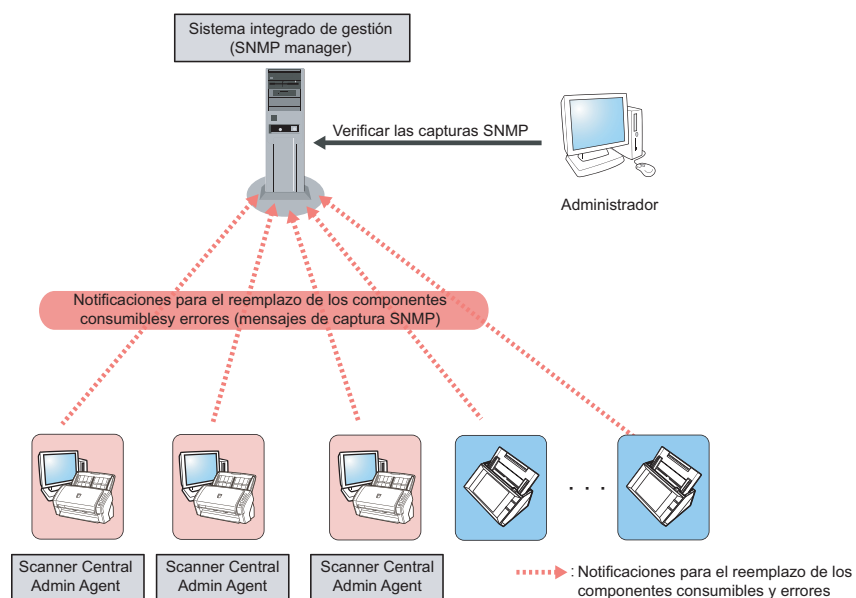 Sistema integrado de gestión
(SNMP manager)
Verificar las capturas SNMP
Administrador
Notificaciones para el reemplazo de los componentes
consumiblesy errores (mensajes de captura SNMP)
. . .
Scanner Central
Admin Agent
Scanner Central
Admin Agent
Scanner Central
Admin Agent
: Notificaciones para el reemplazo de los
componentes consumibles y errores